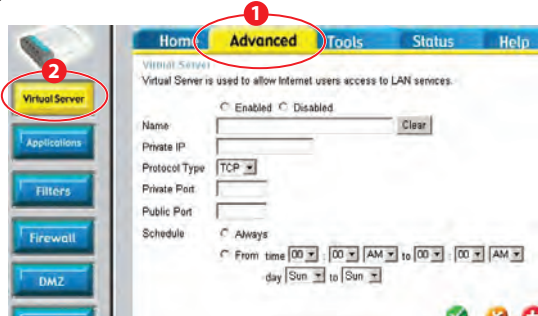 1
Home Advanced Tools Status Help
2
Virtual Server
Virtual Server is used to allow Internet users access to LAN services.
Virtual Server
Enabled Disabled
Name Clear
Applications
Private IP
Protocol Type TCP
Filters
Private Port
Public Port
Firewall
Schedule Always
From time 00 : 00 AM to 00 : 00 AM
day Sun to Sun
DMZ